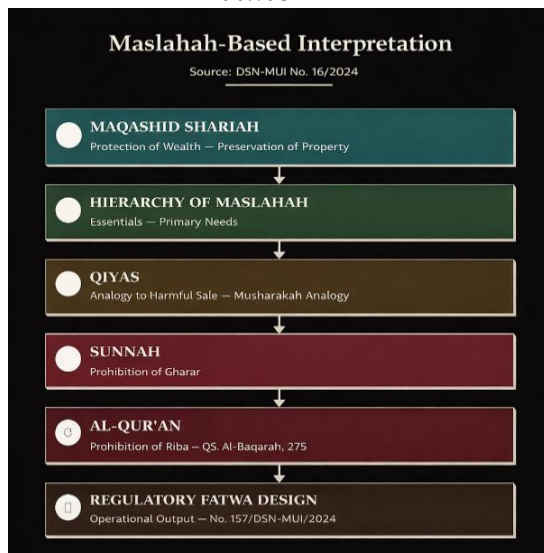 Maslahah-Based Interpretation
Source: DSN-MUI No. 16/2024
MAQASHID SHARIAH
Protection of Wealth — Preservation of Property
HIERARCHY OF MASLAHAH
Essentials — Primary Needs
QIYAS
Analogy to Harmful Sale — Musharakah Analogy
SUNNAH
Prohibition of Gharar
AL-QUR'AN
Prohibition of Riba – QS. Al-Baqarah, 275
REGULATORY FATWA DESIGN
Operational Output — No. 157/DSN-MUI/2024